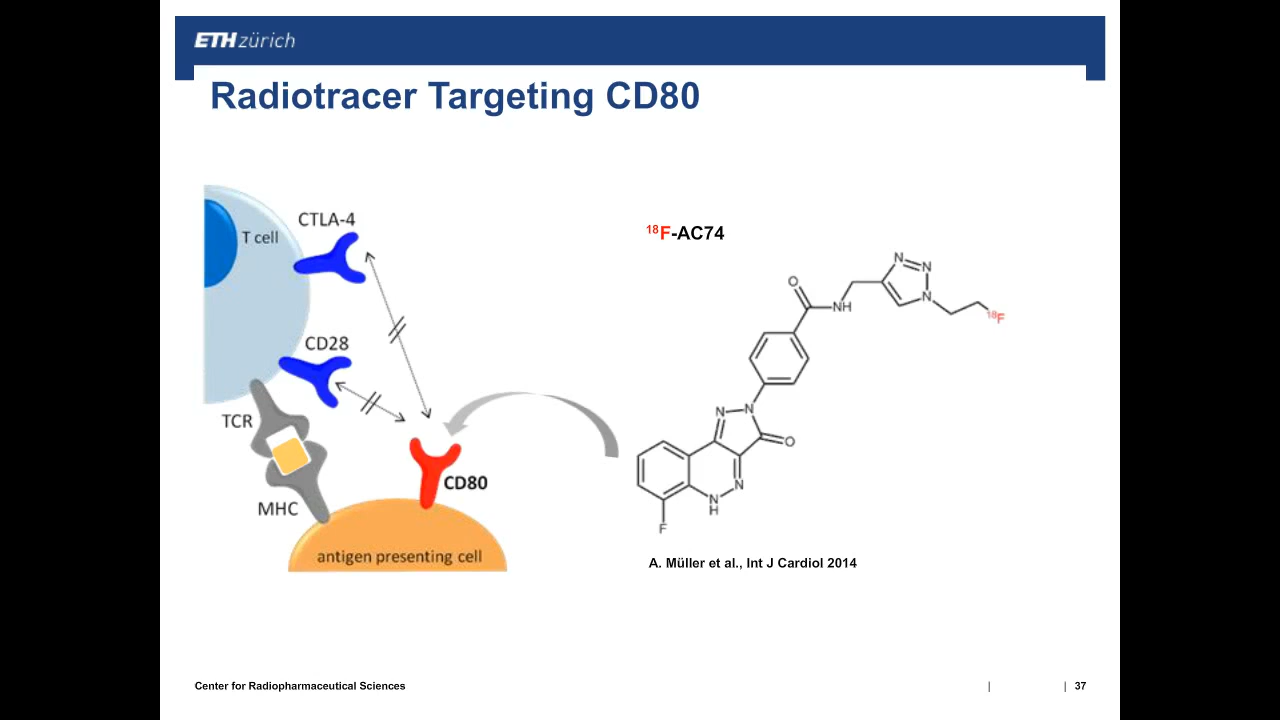 ETH zürich
Radiotracer Targeting CD80
CTLA-4
T cell
CD28
TCR
MHC
CD80
antigen presenting cell
18F-AC74
O
NH
N
N
N
18F
N
N
O
N
N
H
F
A. Müller et al., Int J Cardiol 2014
Center for Radiopharmaceutical Sciences
| | 37